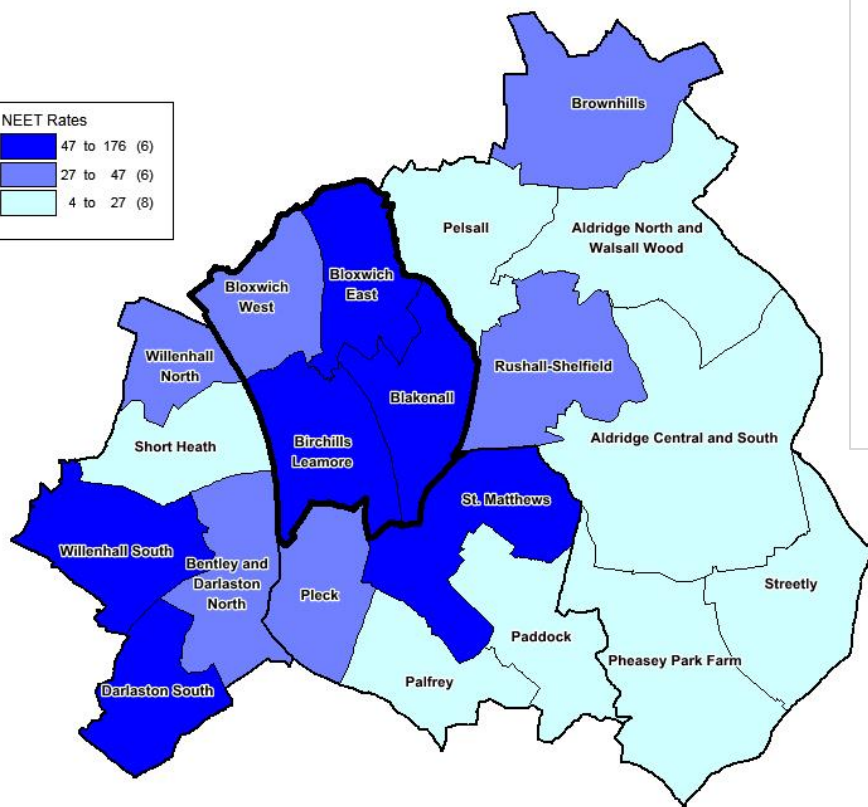 NEET Rates
47 to 176 (6)
27 to 47 (6)
4 to 27 (8)
Brownhills
Pelsall
Aldridge North and
Walsall Wood
Bloxwich
East
Bloxwich
West
Willenhall
North
Rushall-Shelfield
Blakenall
Short Heath
Birchills
Leamore
Aldridge Central and South
St. Matthews
Willenhall South
Bentley and
Darlaston
North
Pleck
Streetly
Paddock
Pheasey Park Farm
Palfrey
Darlaston South